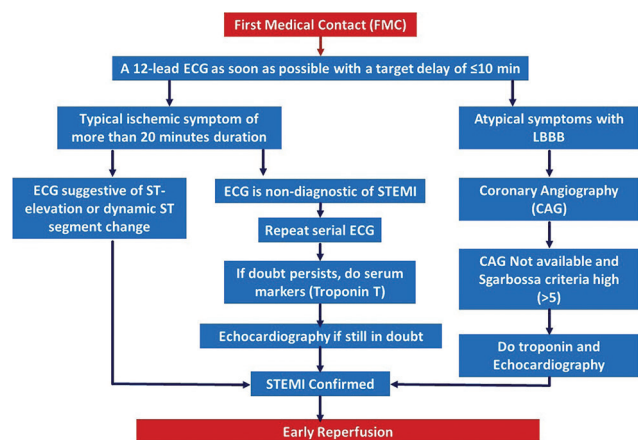 First Medical Contact (FMC)
A 12-lead ECG as soon as possible with a target delay of ≤10 min
Typical ischemic symptom of
more than 20 minutes duration
Atypical symptoms with
LBBB
ECG suggestive of ST-
elevation or dynamic ST
segment change
ECG is non-diagnostic of STEMI
Coronary Angiography
(CAG)
Repeat serial ECG
If doubt persists, do serum
markers (Troponin T)
CAG Not available and
Sgarbossa criteria high
(>5)
Echocardiography if still in doubt
Do troponin and
Echocardiography
STEMI Confirmed
Early Reperfusion